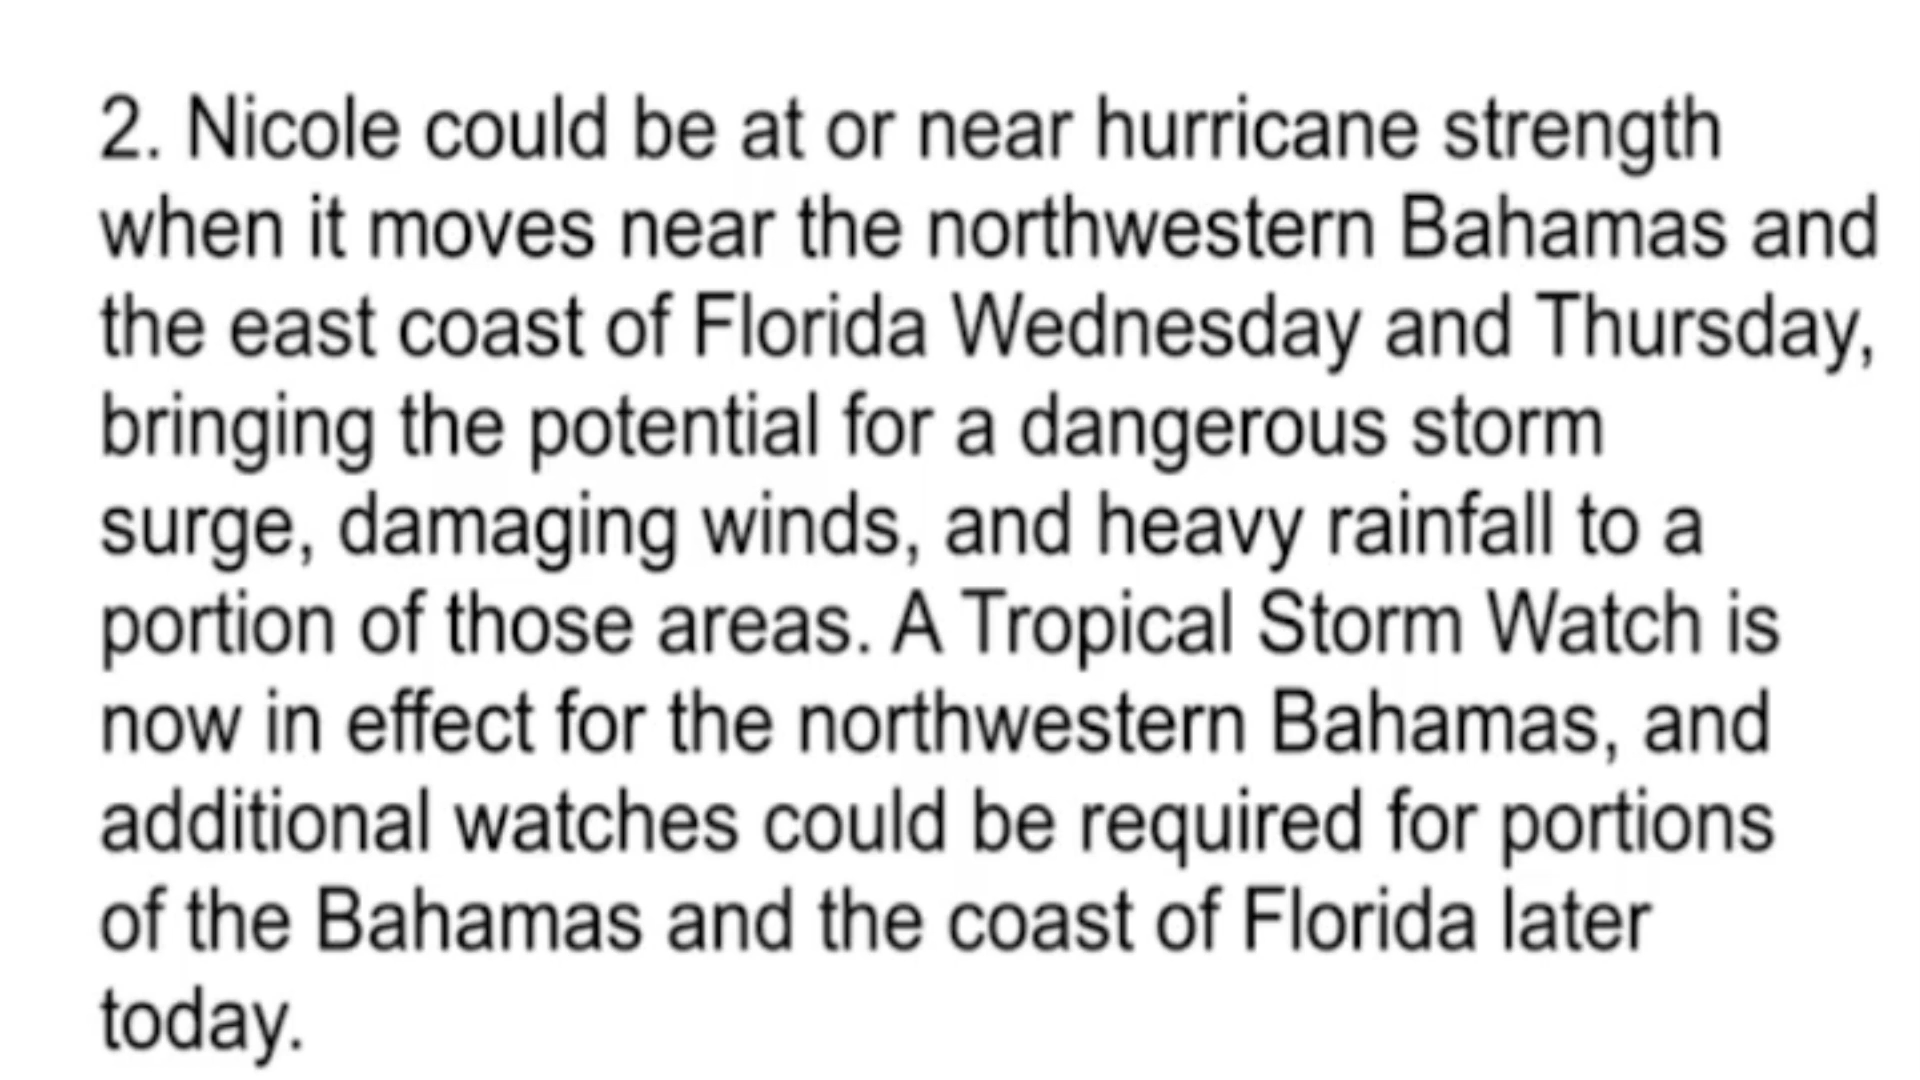 2. Nicole could be at or near hurricane strength
when it moves near the northwestern Bahamas and
the east coast of Florida Wednesday and Thursday,
bringing the potential for a dangerous storm
surge, damaging winds, and heavy rainfall to a
portion of those areas. A Tropical Storm Watch is
now in effect for the northwestern Bahamas, and
additional watches could be required for portions
of the Bahamas and the coast of Florida later
today.